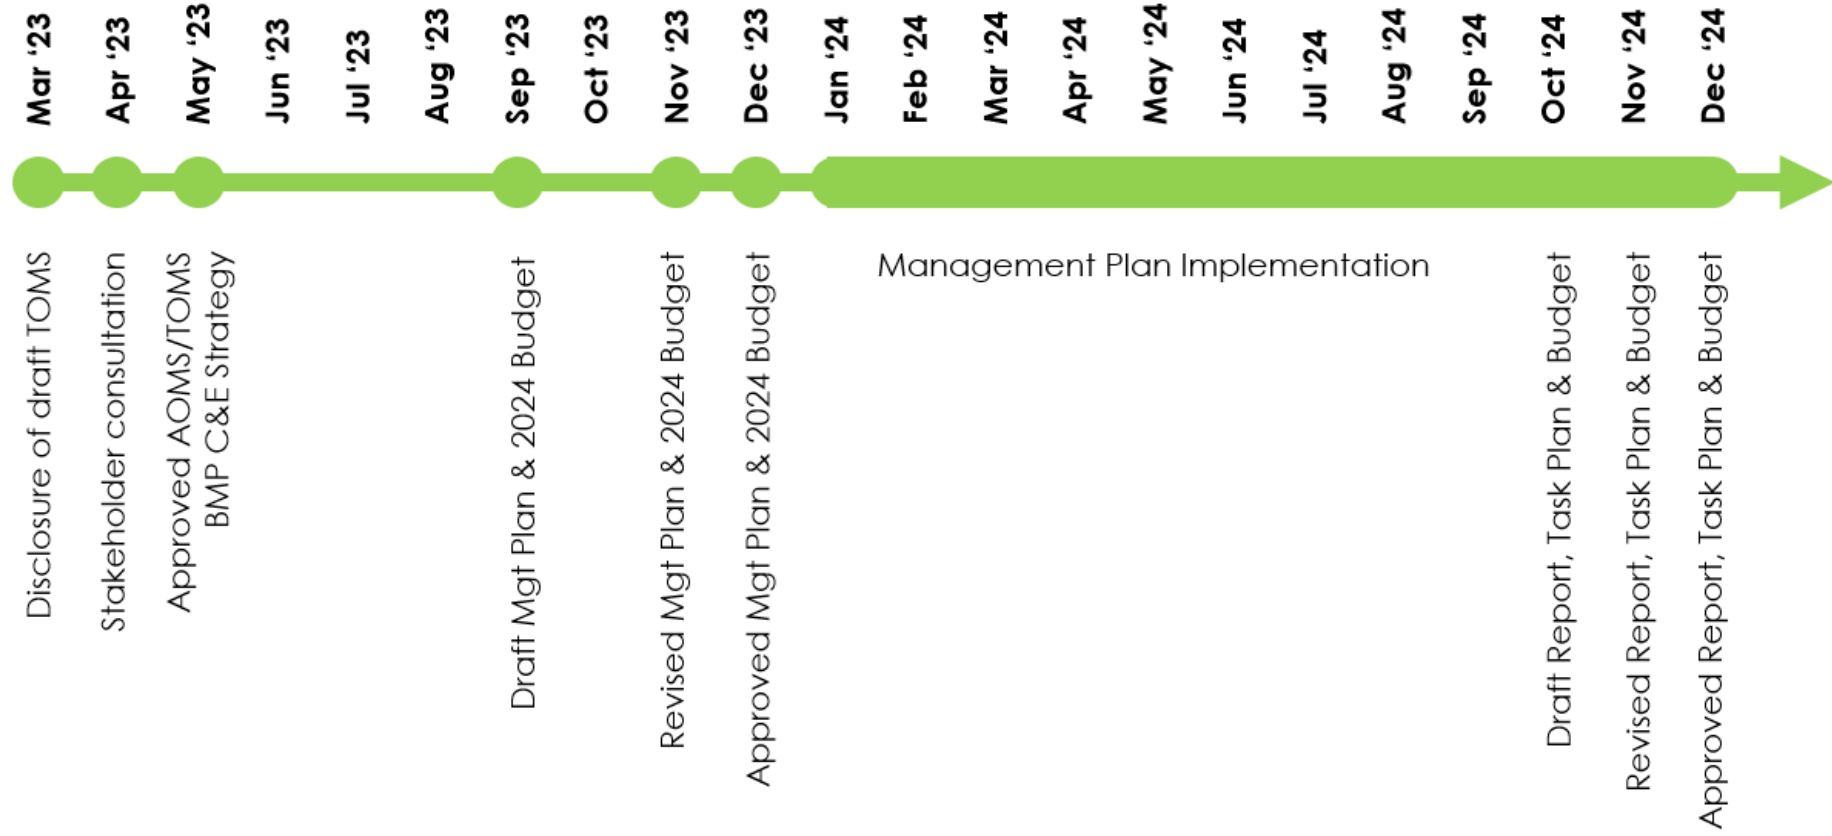 Mar ‘23
Apr ‘23
May ‘23
Jun ‘23
Jul ‘23
Aug ‘23
Sep ‘23
Oct ‘23
Nov ‘23
Dec ‘23
Jan ‘24
Feb ‘24
Mar ‘24
Apr ‘24
May ‘24
Jun ‘24
Jul ‘24
Aug ‘24
Sep ‘24
Oct ‘24
Nov ‘24
Dec ‘24
Disclosure of draft TOMS
Stakeholder consultation
Approved AOMS/TOMS
BMP C&E Strategy
Draft Mgt Plan & 2024 Budget
Revised Mgt Plan & 2024 Budget
Approved Mgt Plan & 2024 Budget
Management Plan Implementation
Draft Report, Task Plan & Budget
Revised Report, Task Plan & Budget
Approved Report, Task Plan & Budget